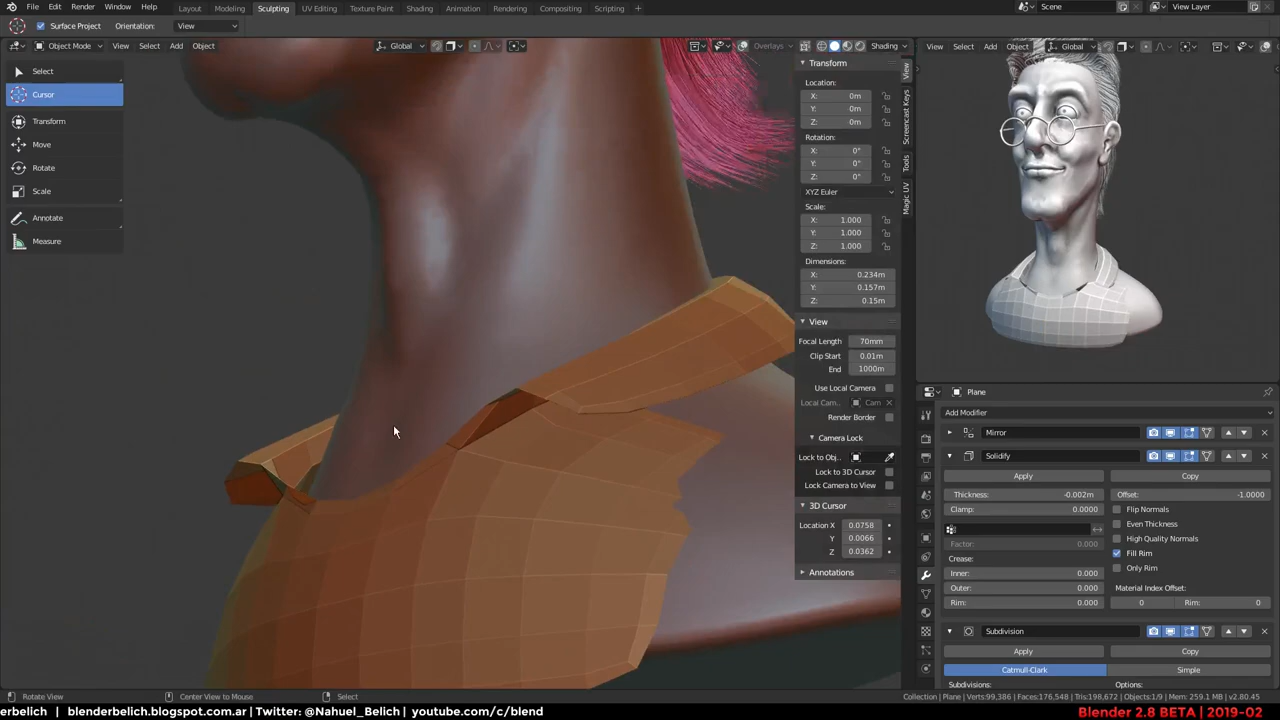 File Edit Render Window Help Layout Modeling Sculpting UV Editing Texture Paint Shading Animation Rendering Compositing Scripting + Scene View Layer
Surface Project Orientation: View
Object Mode View Select Add Object Global Overlays Shading View Select Add Object Global
Select
Cursor
Transform
Move
Rotate
Scale
Annotate
Measure
Transform
Location:
X: 0m
Y: 0m
Z: 0m
Rotation:
X: 0°
Y: 0°
Z: 0°
XYZ Euler
Scale:
X: 1.000
Y: 1.000
Z: 1.000
Dimensions:
X: 0.234m
Y: 0.157m
Z: 0.15m
View
Focal Length 70mm
Clip Start 0.01m
End 1000m
Use Local Camera
Local Cam.. Cam
Render Border
Camera Lock
Lock to Obj..
Lock to 3D Cursor
Lock Camera to View
3D Cursor
Location X 0.0758
Y 0.0066
Z 0.0362
Annotations
View
Screencast Keys
Tools
Magic UV
Plane
Add Modifier
Mirror
Solidify
Apply Copy
Thickness: -0.002m Offset: -1.0000
Clamp: 0.0000 Flip Normals
Even Thickness
Factor: 0.000 High Quality Normals
Crease: Fill Rim
Inner: 0.000 Only Rim
Outer: 0.000 Material Index Offset:
Rim: 0.000 0 Rim: 0
Subdivision
Apply Copy
Catmull-Clark Simple
Subdivisions: Options:
Rotate View Center View to Mouse Select Collection | Plane | Verts:99,386 | Faces:176,548 | Tris:198,672 | Objects:1/9 | Mem: 259.1 MB | v2.80.45
erbelich | blenderbelich.blogspot.com.ar | Twitter: @Nahuel_Belich | youtube.com/c/blend Blender 2.8 BETA | 2019-02